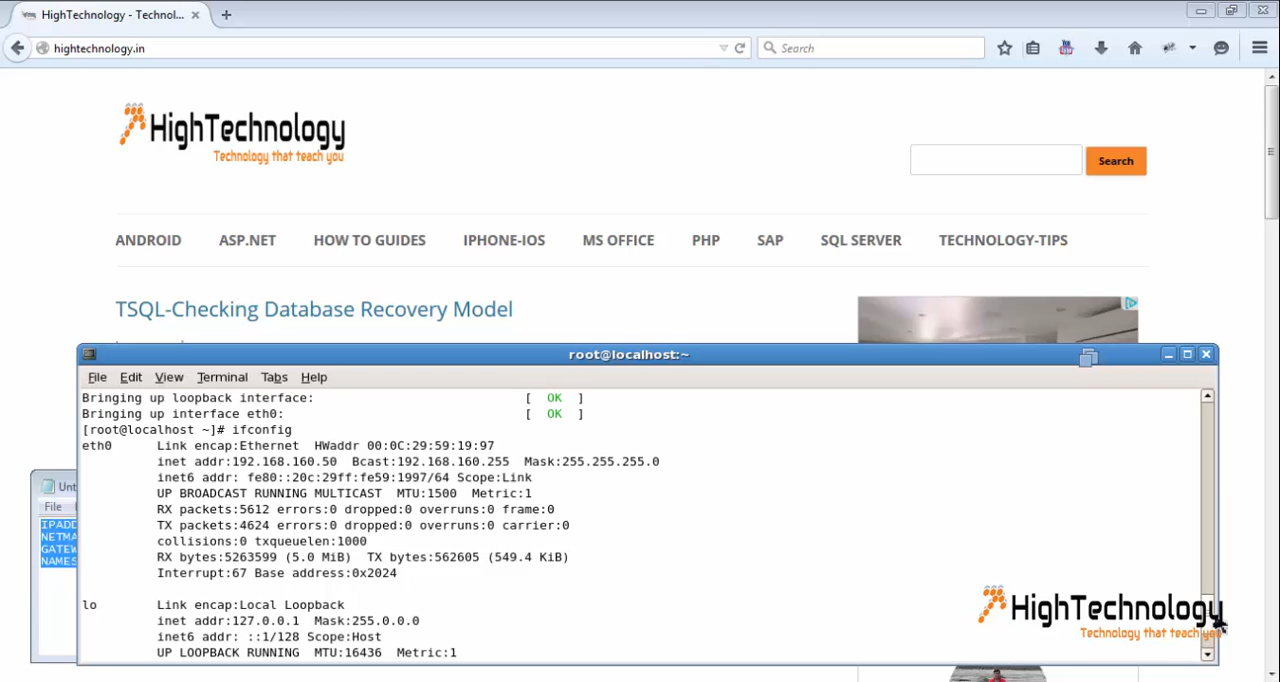 HighTechnology - Technol...
hightechnology.in
Search
HighTechnology
Technology that teach you
Search
ANDROID ASP.NET HOW TO GUIDES IPHONE-IOS MS OFFICE PHP SAP SQL SERVER TECHNOLOGY-TIPS
TSQL-Checking Database Recovery Model
root@localhost:~
File Edit View Terminal Tabs Help
Bringing up loopback interface: [ OK ]
Bringing up interface eth0: [ OK ]
[root@localhost ~]# ifconfig
eth0 Link encap:Ethernet HWaddr 00:0C:29:59:19:97
inet addr:192.168.160.50 Bcast:192.168.160.255 Mask:255.255.255.0
inet6 addr: fe80::20c:29ff:fe59:1997/64 Scope:Link
UP BROADCAST RUNNING MULTICAST MTU:1500 Metric:1
RX packets:5612 errors:0 dropped:0 overruns:0 frame:0
TX packets:4624 errors:0 dropped:0 overruns:0 carrier:0
collisions:0 txqueuelen:1000
RX bytes:5263599 (5.0 MiB) TX bytes:562605 (549.4 KiB)
Interrupt:67 Base address:0x2024
lo Link encap:Local Loopback
inet addr:127.0.0.1 Mask:255.0.0.0
inet6 addr: ::1/128 Scope:Host
UP LOOPBACK RUNNING MTU:16436 Metric:1
Unt
File
IPADD
NETMA
GATEW
NAMES
HighTechnology
Technology that teach you